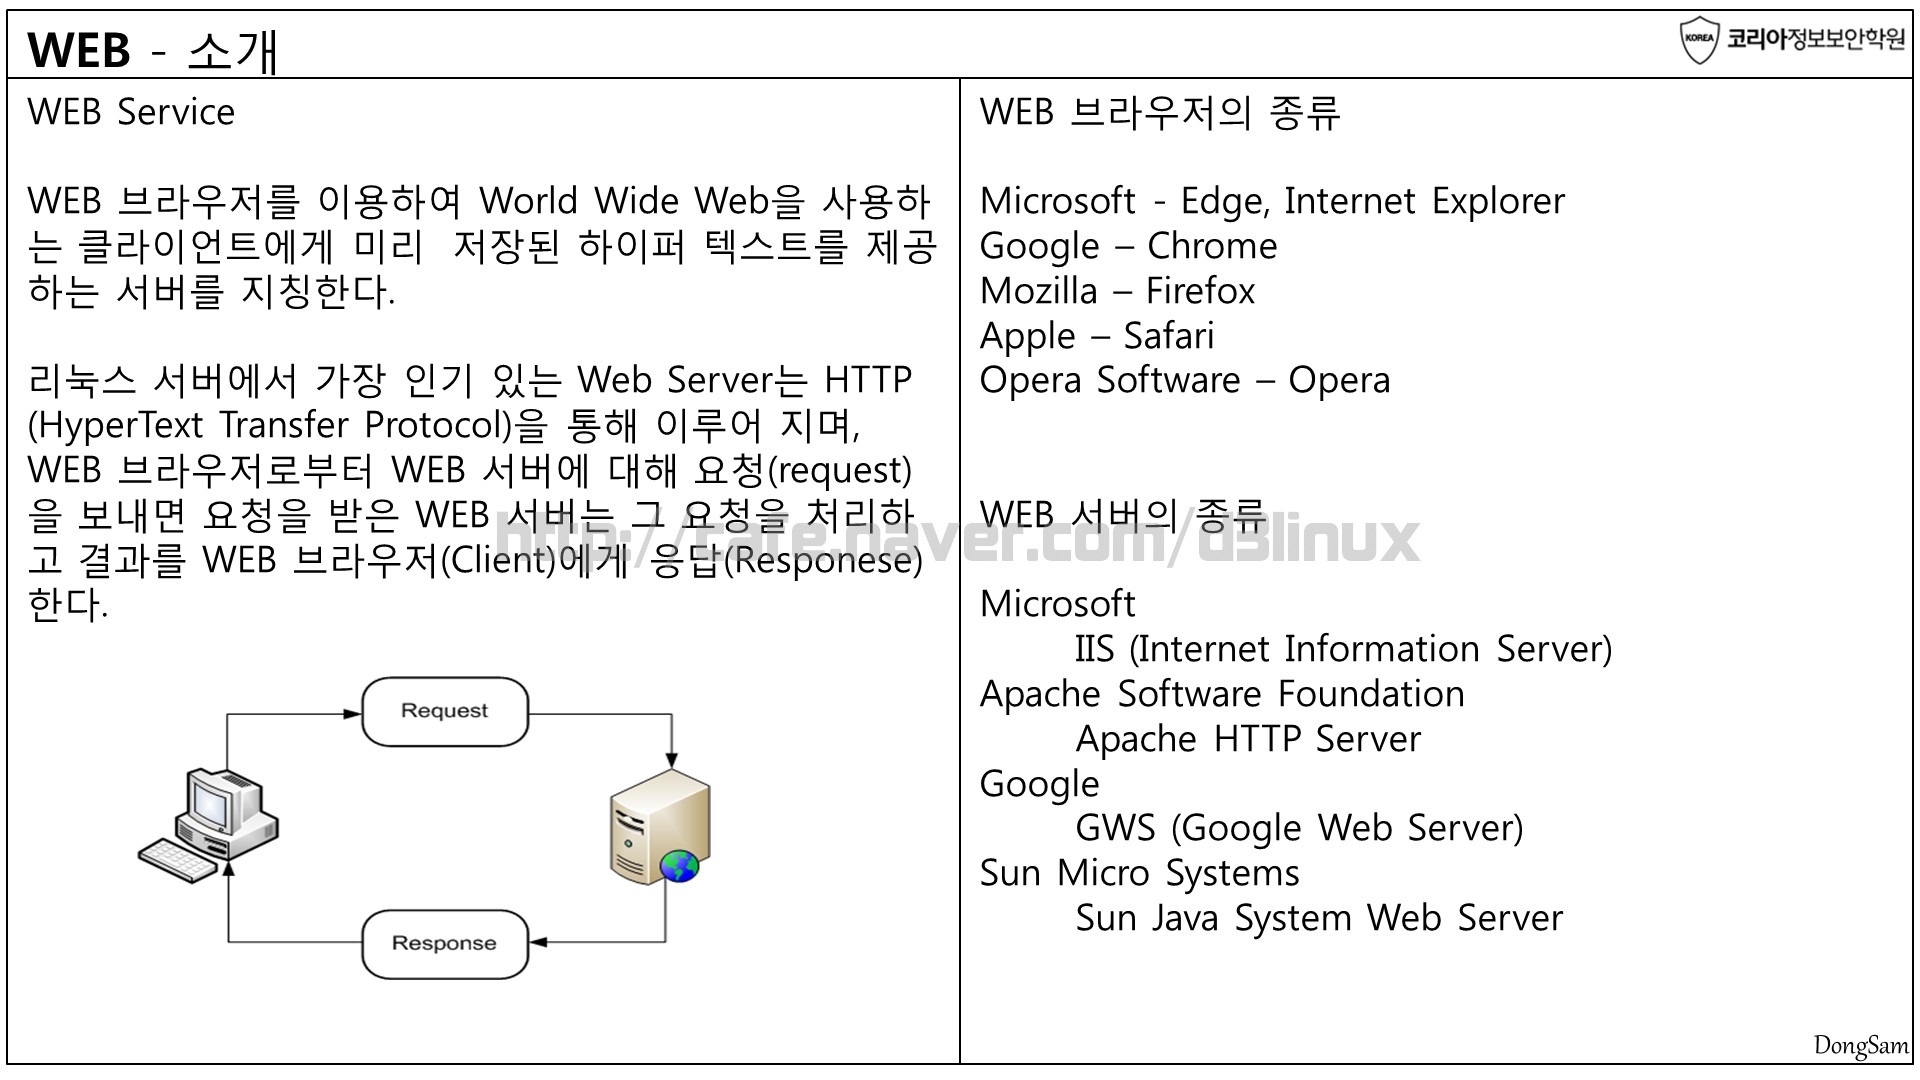 WEB - 소개
KOREA 코리아정보보안학원
WEB Service
WEB 브라우저를 이용하여 World Wide Web을 사용하
는 클라이언트에게 미리 저장된 하이퍼 텍스트를 제공
하는 서버를 지칭한다.
리눅스 서버에서 가장 인기 있는 Web Server는 HTTP
(HyperText Transfer Protocol)을 통해 이루어 지며,
WEB 브라우저로부터 WEB 서버에 대해 요청(request)
을 보내면 요청을 받은 WEB 서버는 그 요청을 처리하
고 결과를 WEB 브라우저(Client)에게 응답(Responese)
한다.
Request
Response
WEB 브라우저의 종류
Microsoft - Edge, Internet Explorer
Google – Chrome
Mozilla – Firefox
Apple – Safari
Opera Software – Opera
WEB 서버의 종류
Microsoft
IIS (Internet Information Server)
Apache Software Foundation
Apache HTTP Server
Google
GWS (Google Web Server)
Sun Micro Systems
Sun Java System Web Server
http://cafe.naver.com/d3linux
DongSam